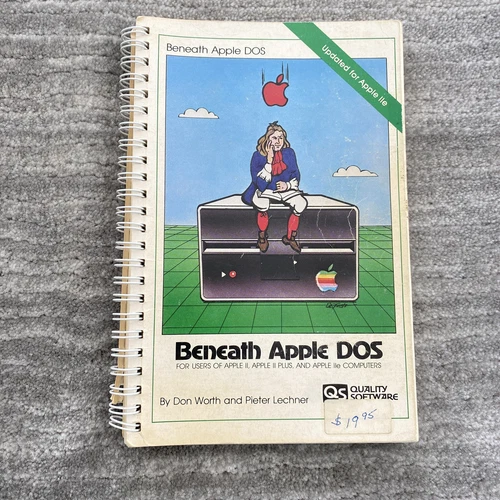 Beneath Apple DOS
Updated for Apple IIe
Beneath Apple DOS
FOR USERS OF APPLE II, APPLE II PLUS, AND APPLE IIe COMPUTERS
By Don Worth and Pieter Lechner
QS QUALITY
SOFTWARE
$19.95